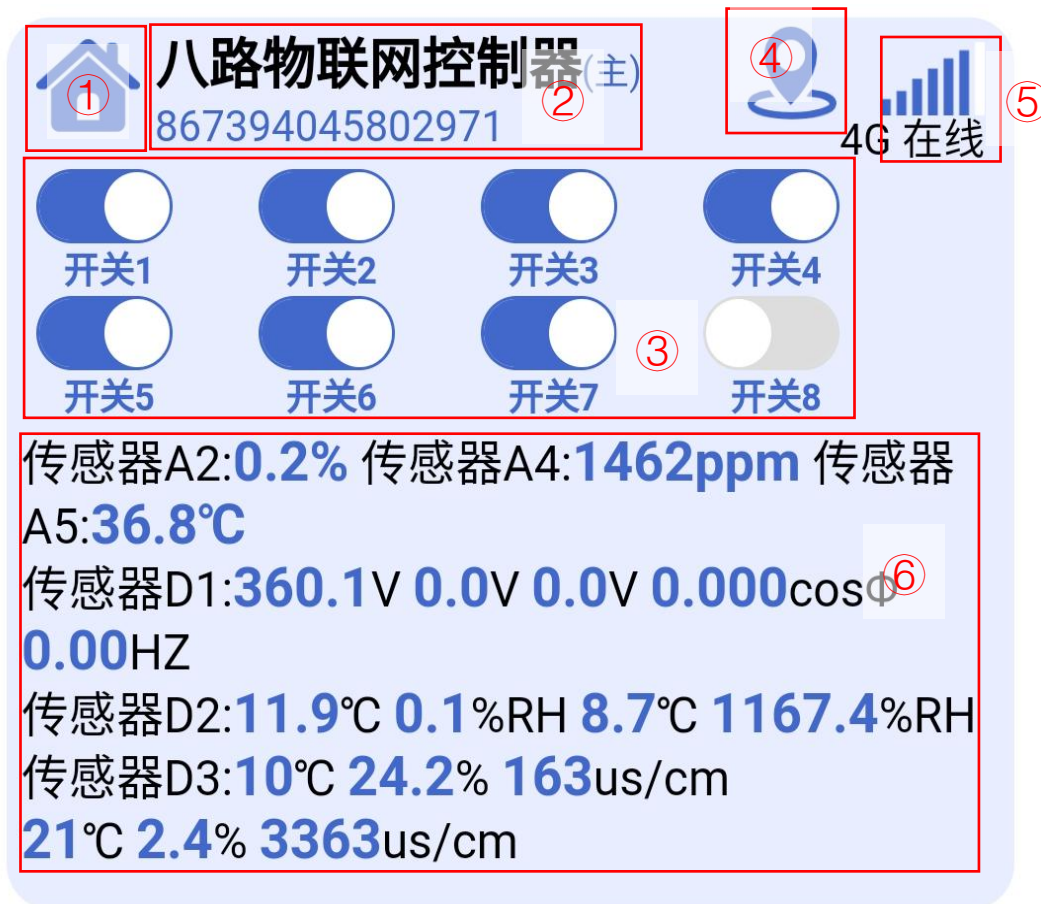 ① 八路物联网控制器(主) ④
867394045802971 ② ⑤
4G 在线
开关1 开关2 开关3 开关4
③
开关5 开关6 开关7 开关8
传感器A2:0.2% 传感器A4:1462ppm 传感器
A5:36.8℃
传感器D1:360.1V 0.0V 0.0V 0.000cosΦ ⑥
0.00HZ
传感器D2:11.9℃ 0.1%RH 8.7℃ 1167.4%RH
传感器D3:10℃ 24.2% 163us/cm
21℃ 2.4% 3363us/cm